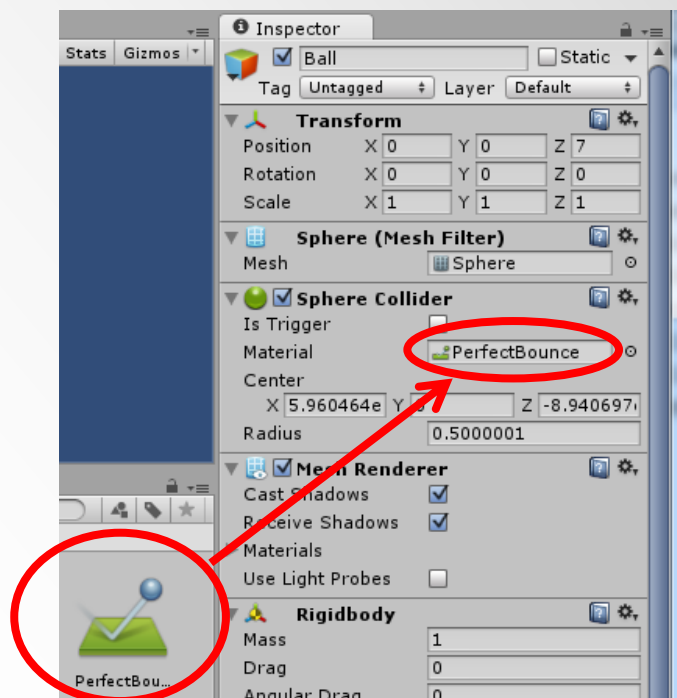 Inspector
Stats Gizmos
Ball Static
Tag Untagged Layer Default
Transform
Position X 0 Y 0 Z 7
Rotation X 0 Y 0 Z 0
Scale X 1 Y 1 Z 1
Sphere (Mesh Filter)
Mesh Sphere
Sphere Collider
Is Trigger
Material PerfectBounce
Center
X 5.960464e Y Z -8.940697
Radius 0.5000001
Mesh Renderer
Cast Shadows
Receive Shadows
Materials
Use Light Probes
Rigidbody
Mass 1
Drag 0
PerfectBou...
Angular Drag 0